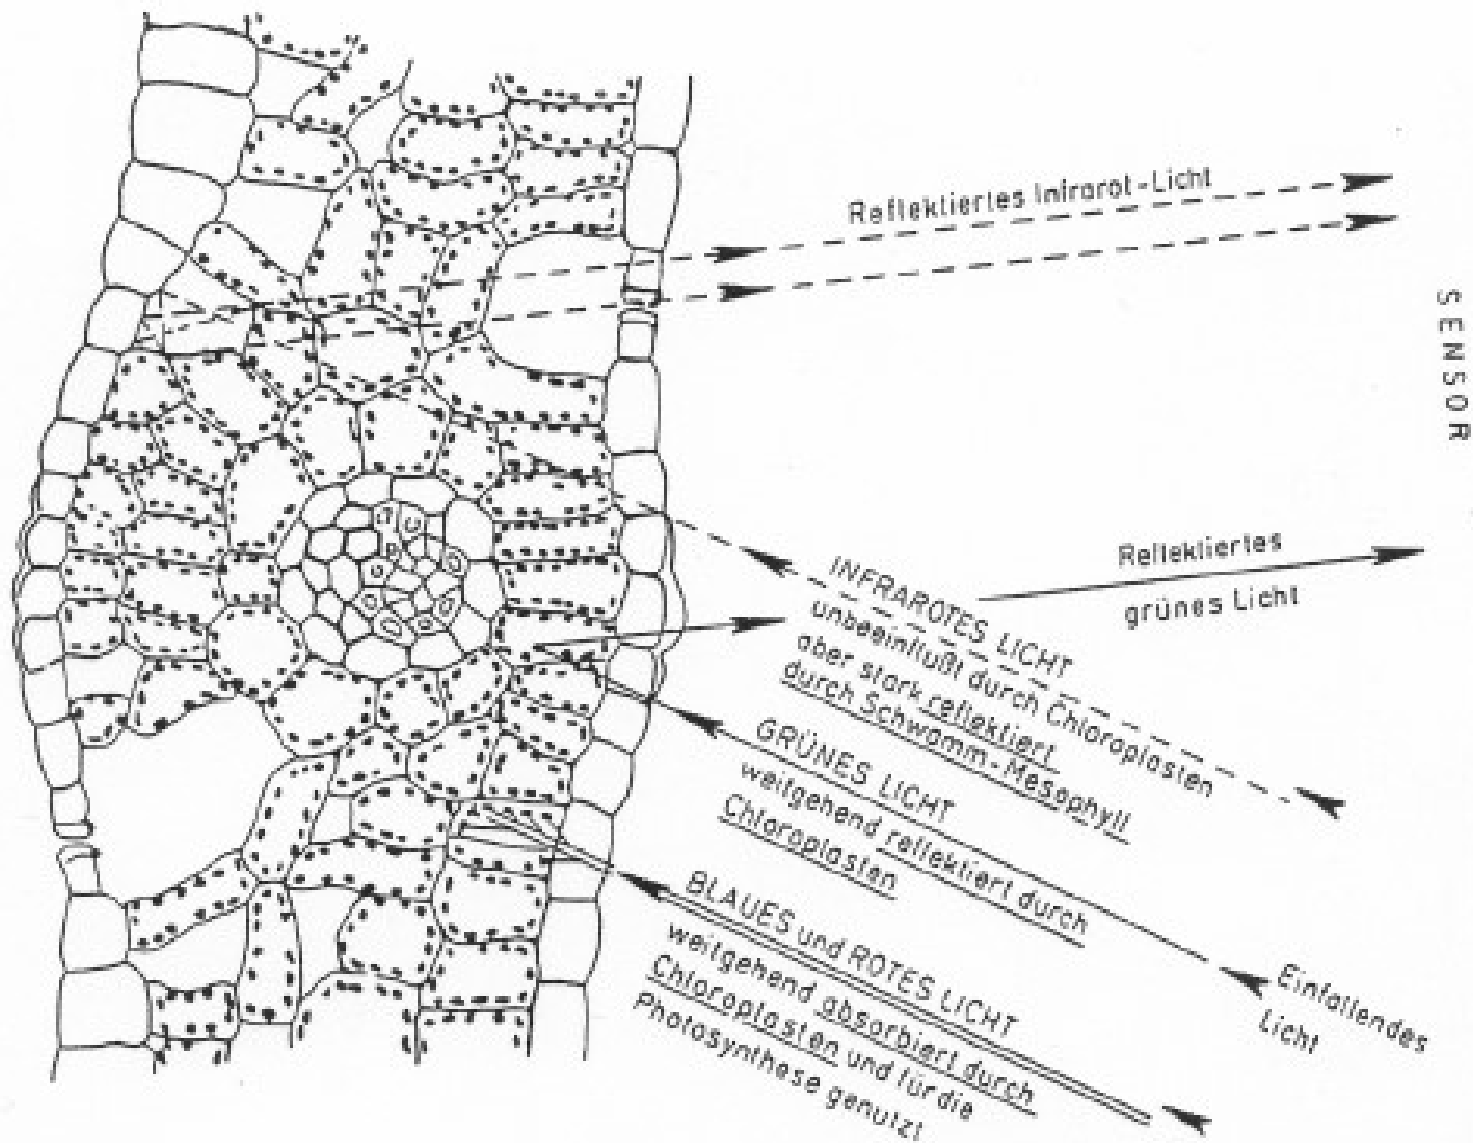 Reflektiertes Infrarot-Licht
SENSOR
Reflektiertes
grünes Licht
INFRAROTES LICHT
unbeeinflußt durch Chloroplasten
aber stark reflektiert
durch Schwamm-Mesophyll
GRÜNES LICHT
weitgehend reflektiert durch
Chloroplasten
BLAUES und ROTES LICHT
weitgehend absorbiert durch
Chloroplasten und für die
Photosynthese genutzt
Einfallendes
Licht